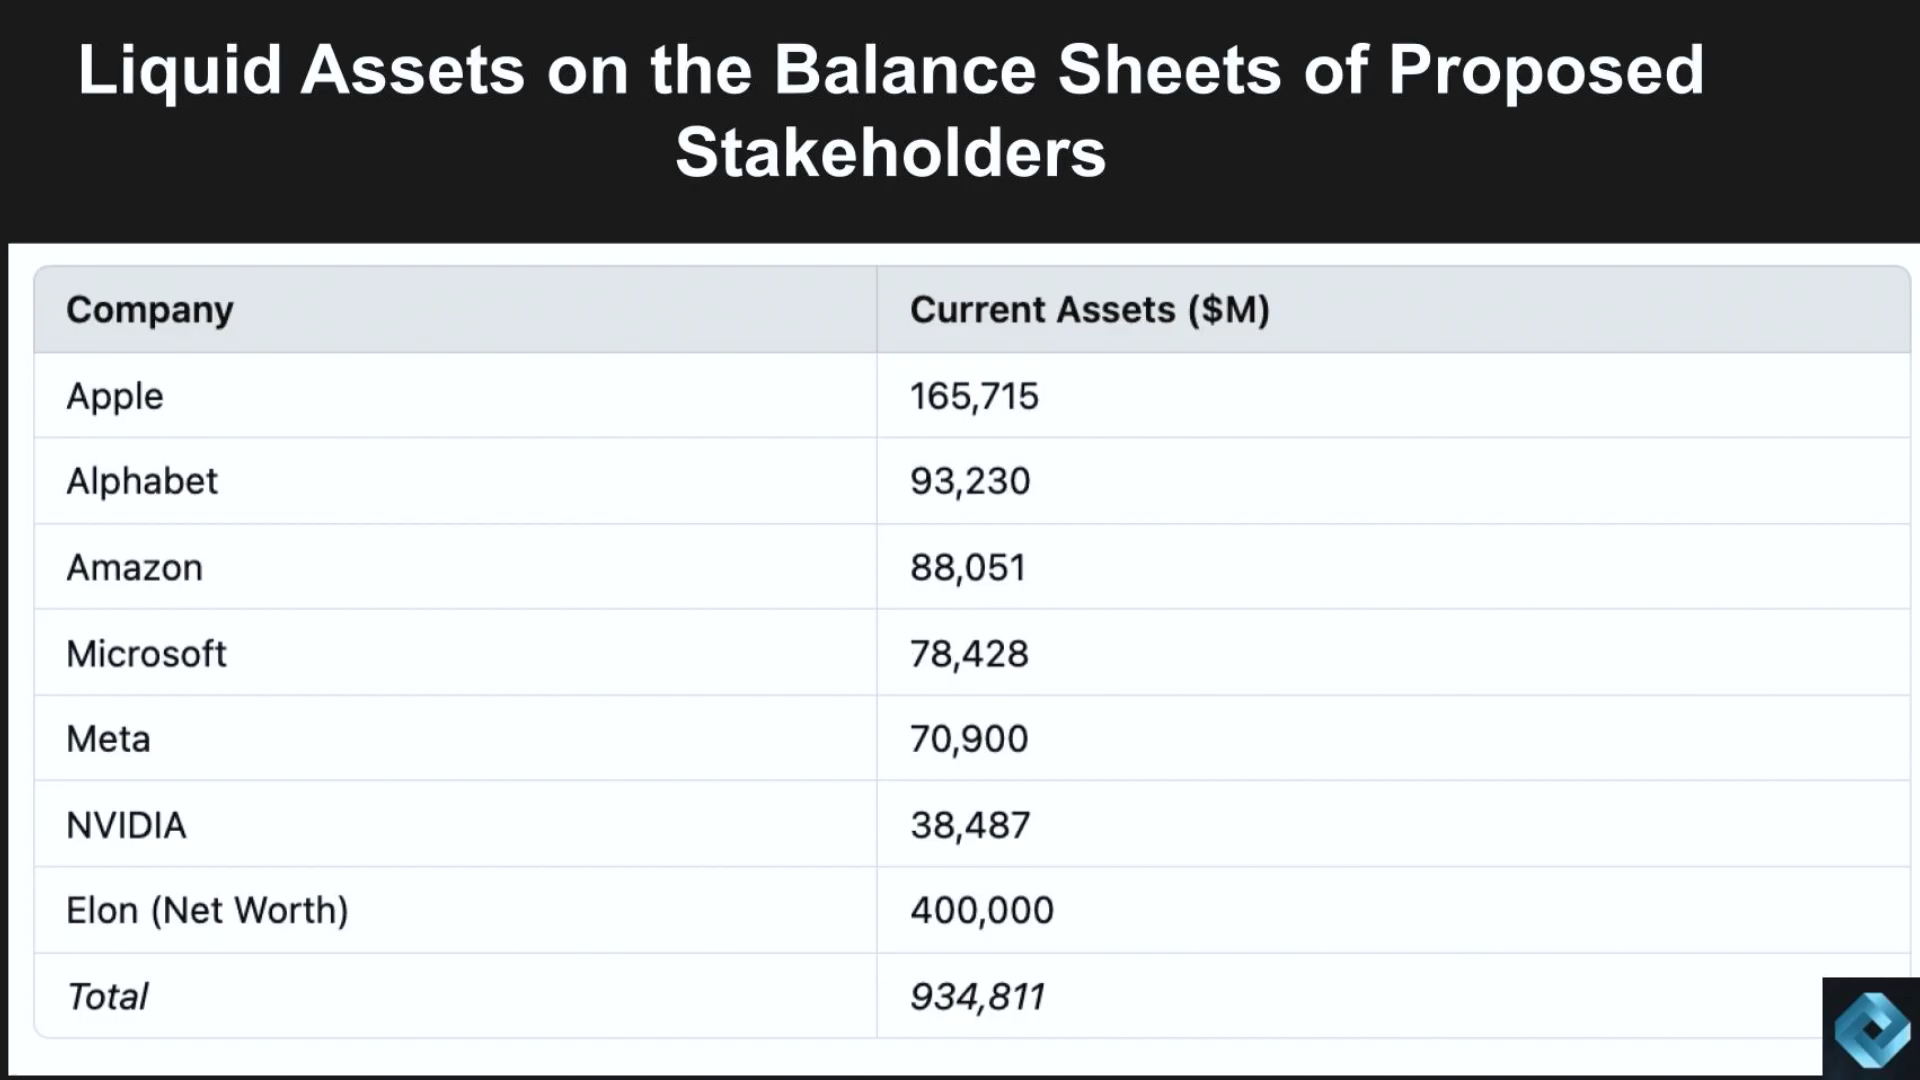 Liquid Assets on the Balance Sheets of Proposed
Stakeholders
Company Current Assets ($M)
Apple 165,715
Alphabet 93,230
Amazon 88,051
Microsoft 78,428
Meta 70,900
NVIDIA 38,487
Elon (Net Worth) 400,000
Total 934,811